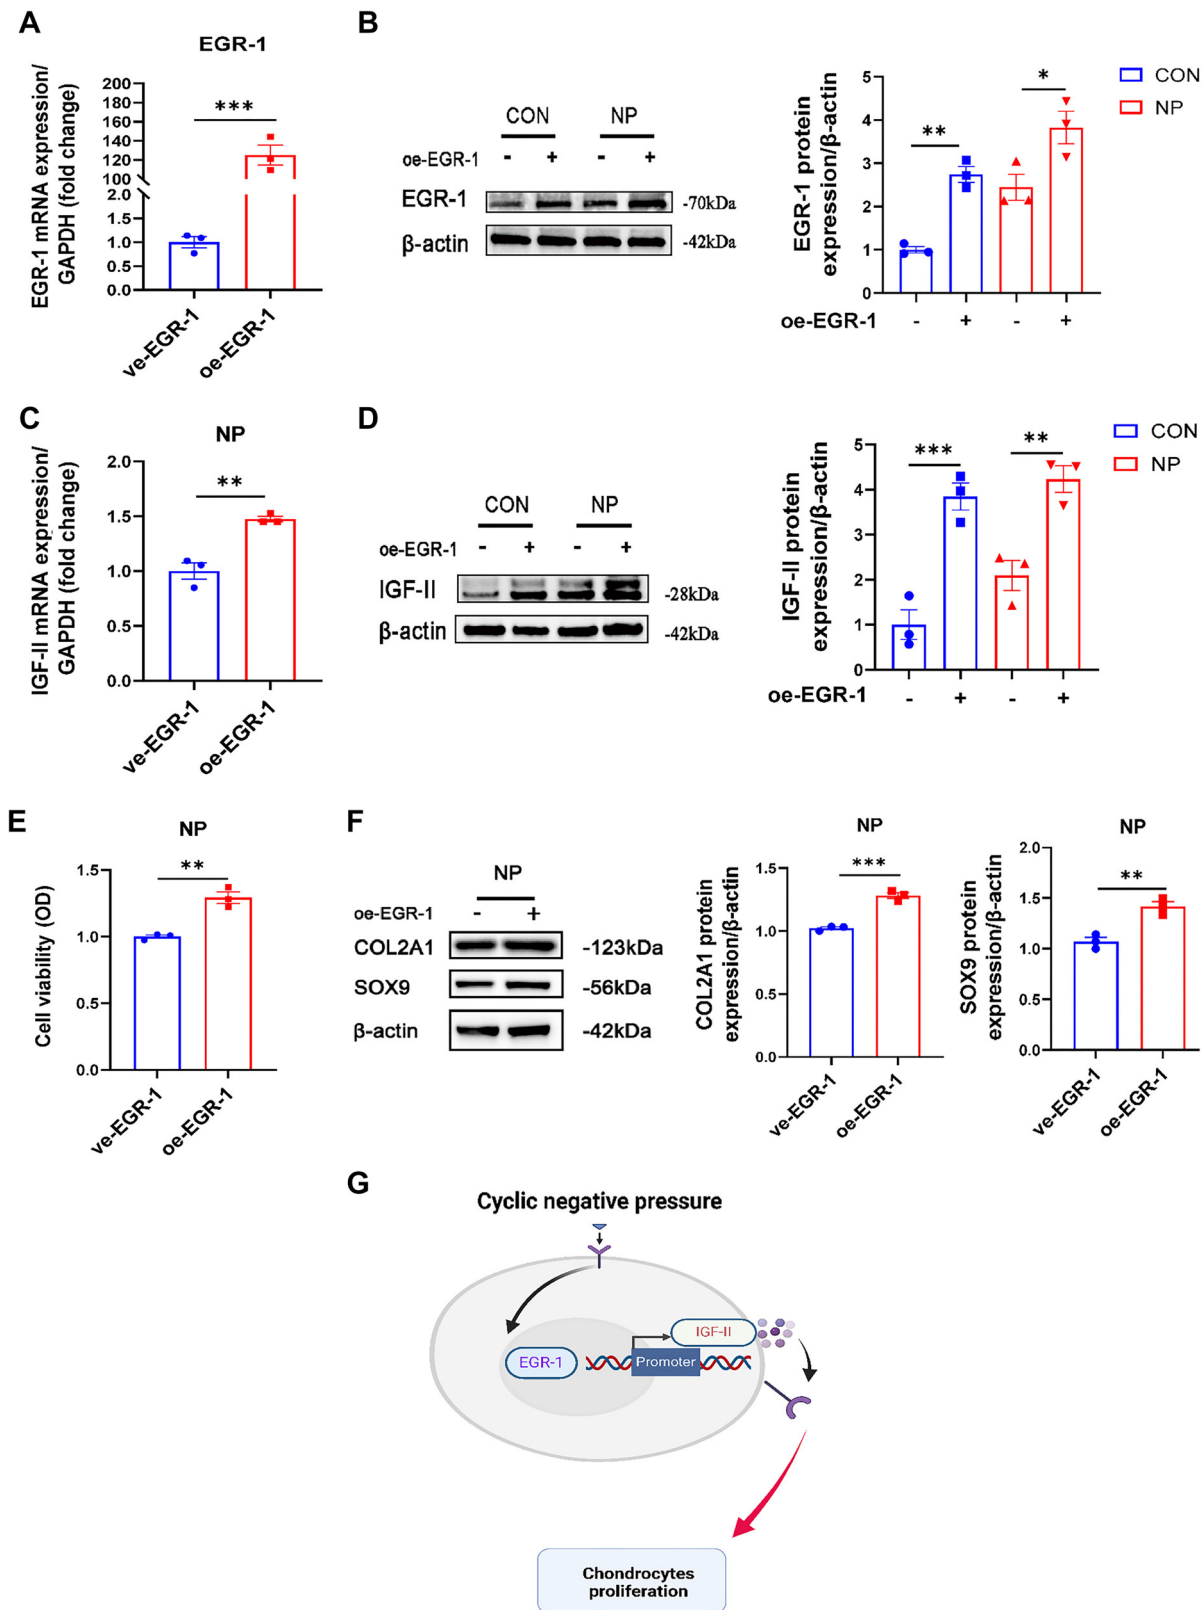 A
EGR-1
EGR-1 mRNA expression/
GAPDH (fold change)
200
180
160
140
120
100
2.0
1.5
1.0
0.5
0.0
***
ve-EGR-1
oe-EGR-1
B
CON
NP
oe-EGR-1
-
+
-
+
EGR-1
-70kDa
β-actin
-42kDa
EGR-1 protein
expression/β-actin
5
4
3
2
1
0
**
*
oe-EGR-1
-
+
-
+
CON
NP
C
NP
IGF-II mRNA expression/
GAPDH (fold change)
2.0
1.5
1.0
0.5
0.0
**
ve-EGR-1
oe-EGR-1
D
CON
NP
oe-EGR-1
-
+
-
+
IGF-II
-28kDa
β-actin
-42kDa
IGF-II protein
expression/β-actin
5
4
3
2
1
0
***
**
oe-EGR-1
-
+
-
+
CON
NP
E
NP
Cell viability (OD)
1.5
1.0
0.5
0.0
**
ve-EGR-1
oe-EGR-1
F
NP
oe-EGR-1
-
+
COL2A1
-123kDa
SOX9
-56kDa
β-actin
-42kDa
NP
COL2A1 protein
expression/β-actin
1.5
1.0
0.5
0.0
***
ve-EGR-1
oe-EGR-1
NP
SOX9 protein
expression/β-actin
2.0
1.5
1.0
0.5
0.0
**
ve-EGR-1
oe-EGR-1
G
Cyclic negative pressure
IGF-II
EGR-1
Promoter
Chondrocytes
proliferation